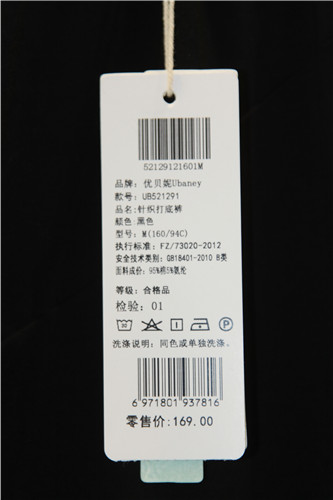 52129121601M
品牌：优贝妮Ubaney
款号：UB521291
品名:针织打底裤
颜色:黑色
型号：M(160/94C)
执行标准：FZ/73020-2012
安全技术类别：GB18401-2010 B类
面料成份：95%棉5%氨纶
等级：合格品
检验：01
洗涤说明：同色或单独洗涤.
6 971801 937816
零售价:169.00